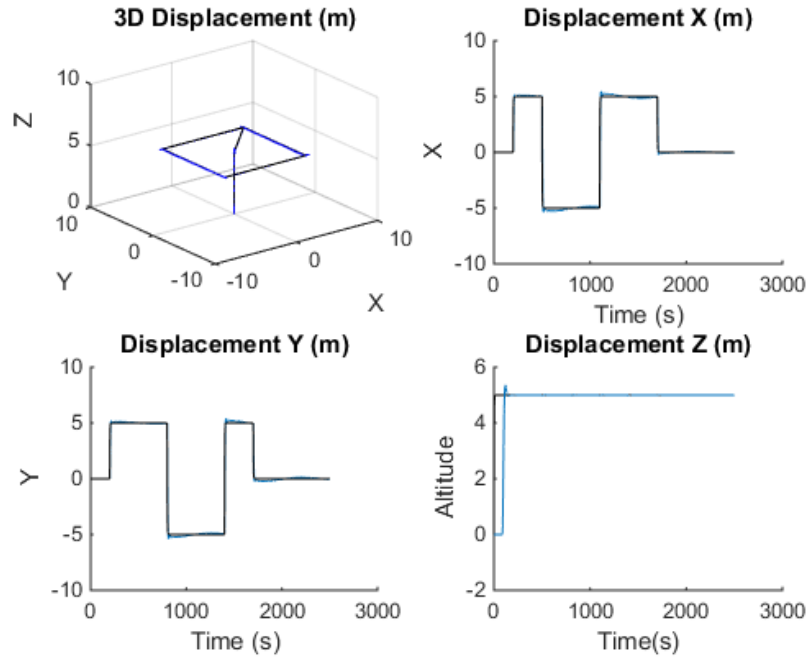 3D Displacement (m)
10
5
0
Z
10
0
-10
Y
-10
0
10
X
Displacement X (m)
10
5
0
-5
-10
X
0
1000
2000
3000
Time (s)
Displacement Y (m)
10
5
0
-5
-10
Y
0
1000
2000
3000
Time (s)
Displacement Z (m)
6
4
2
0
-2
Altitude
0
1000
2000
3000
Time(s)